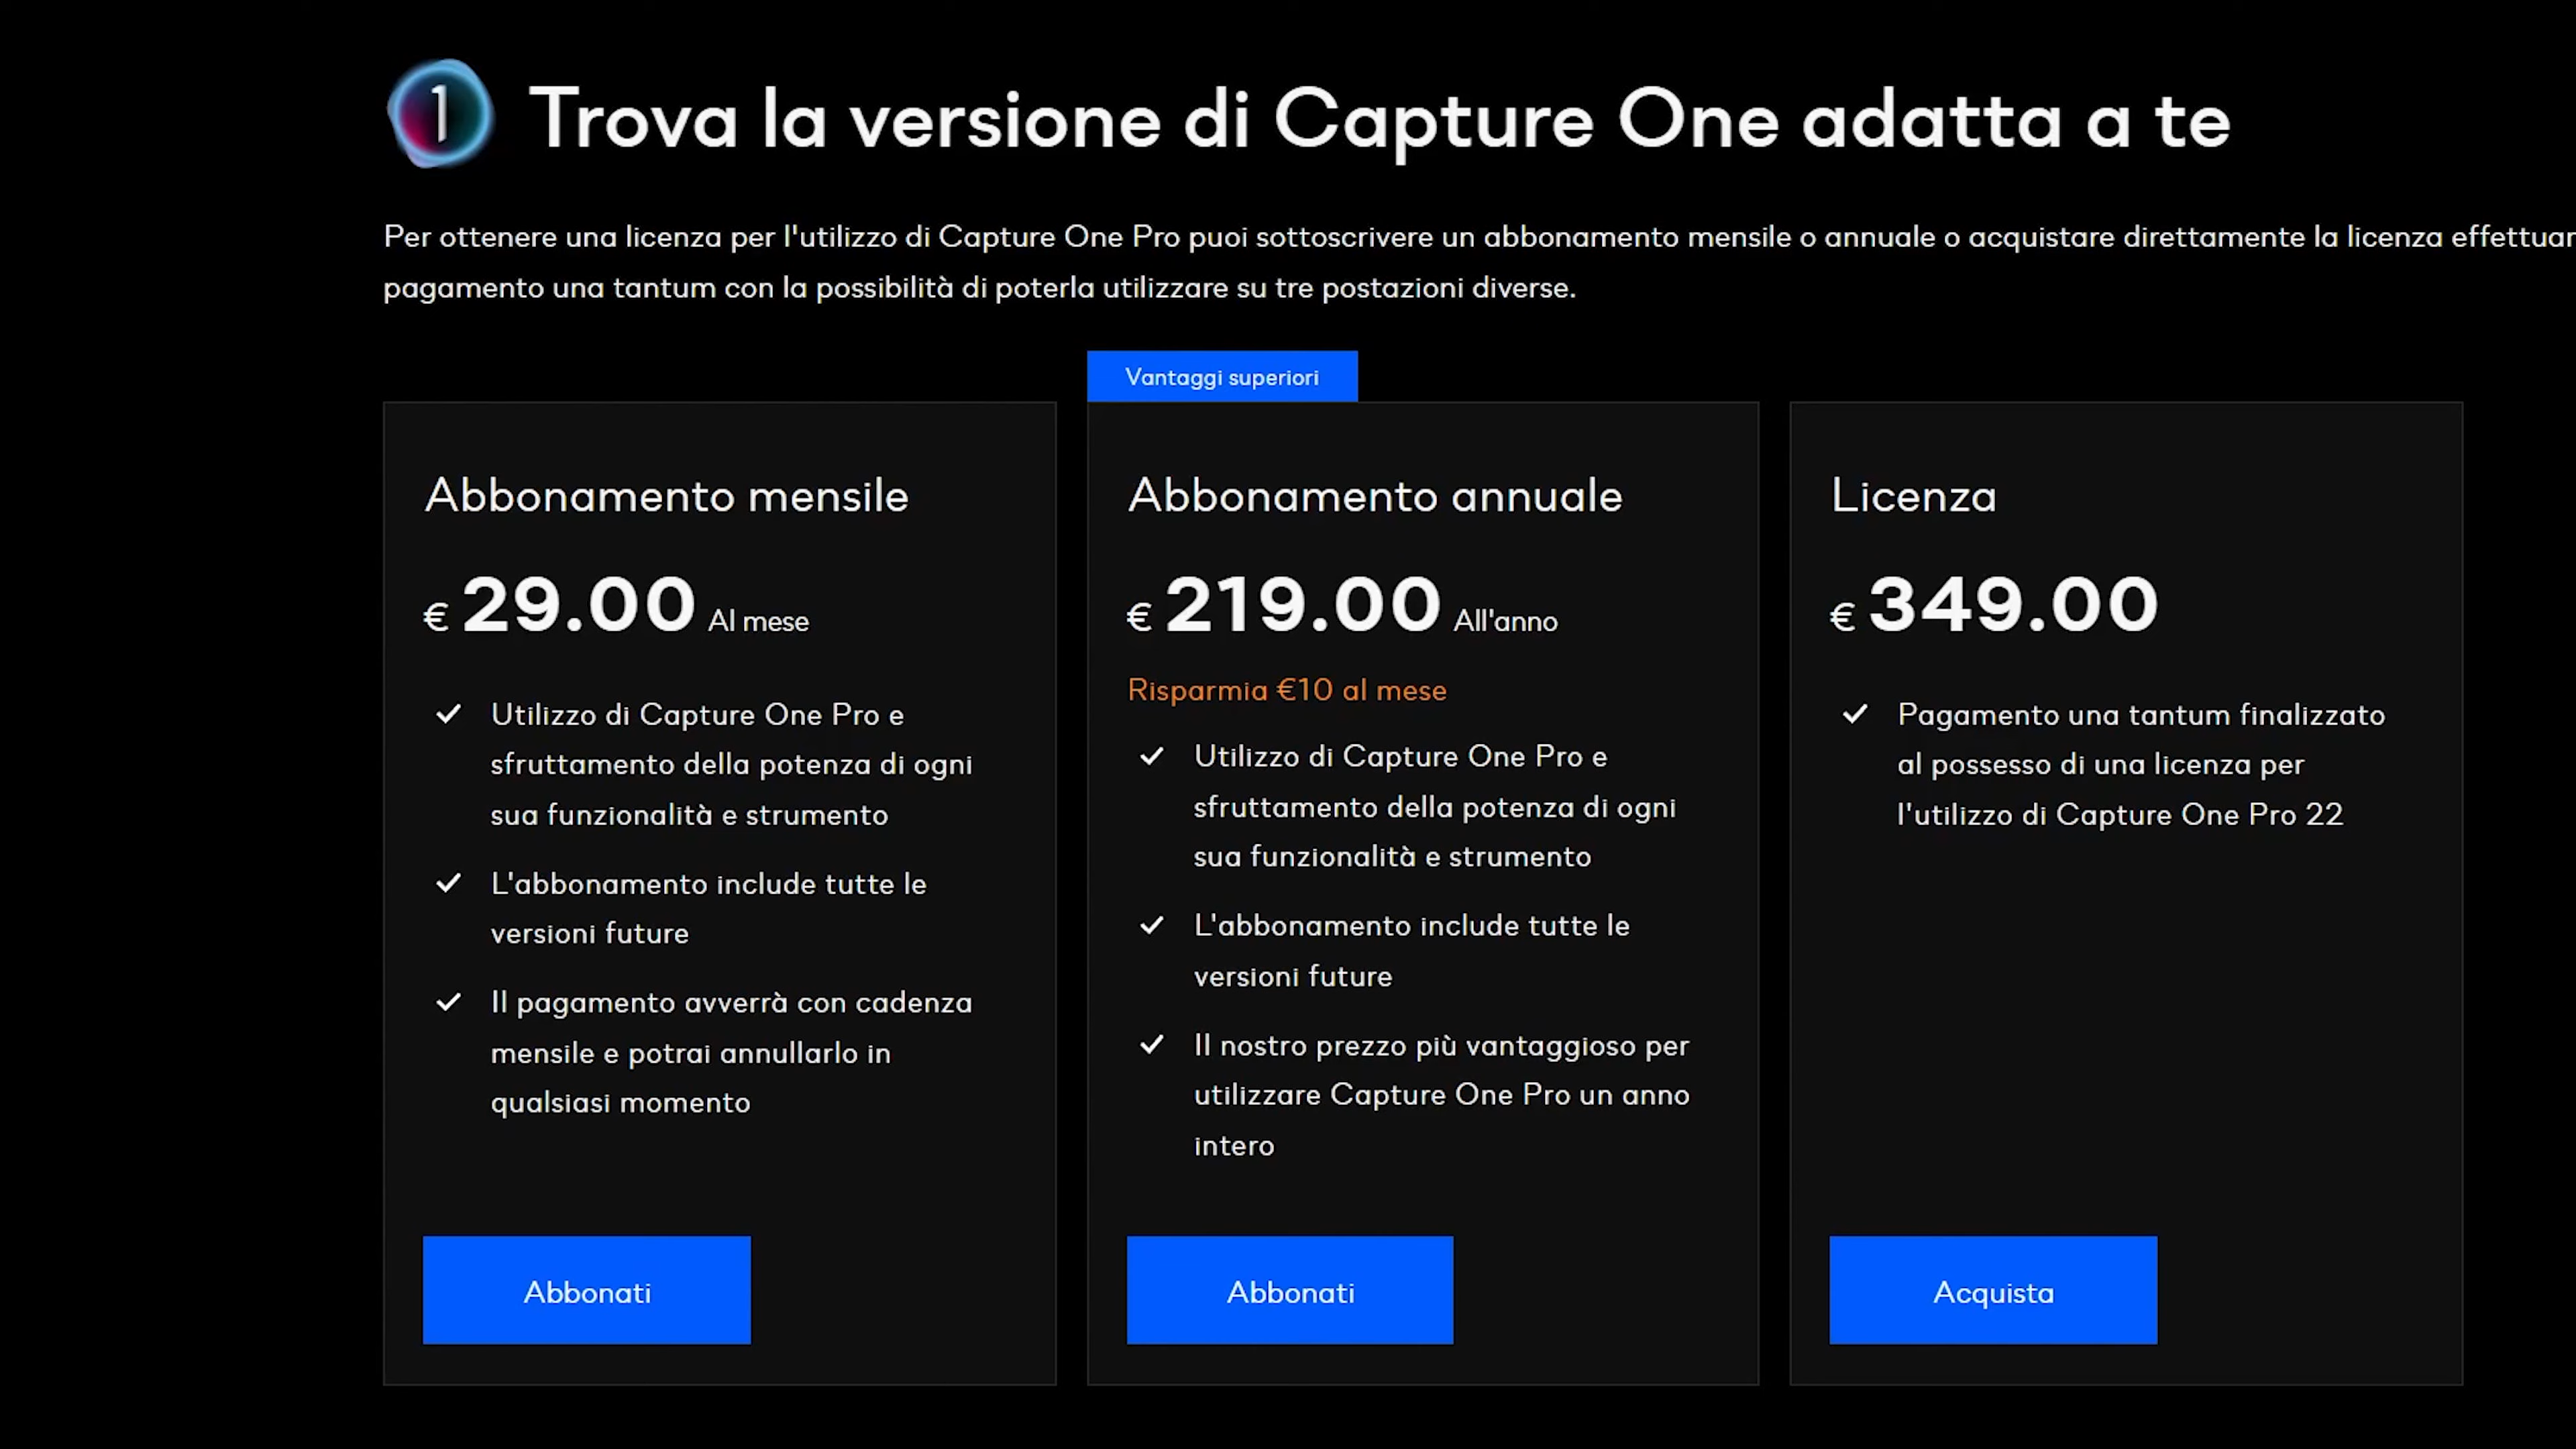 1
Trova la versione di Capture One adatta a te
Per ottenere una licenza per l'utilizzo di Capture One Pro puoi sottoscrivere un abbonamento mensile o annuale o acquistare direttamente la licenza
pagamento una tantum con la possibilità di poterla utilizzare su tre postazioni diverse.
Abbonamento mensile
€ 29.00 Al mese
Utilizzo di Capture One Pro e
sfruttamento della potenza di ogni
sua funzionalità e strumento
L'abbonamento include tutte le
versioni future
Il pagamento avverrà con cadenza
mensile e potrai annullarlo in
qualsiasi momento
Abbonati
Vantaggi superiori
Abbonamento annuale
€ 219.00 All'anno
Risparmia €10 al mese
Utilizzo di Capture One Pro e
sfruttamento della potenza di ogni
sua funzionalità e strumento
L'abbonamento include tutte le
versioni future
Il nostro prezzo più vantaggioso per
utilizzare Capture One Pro un anno
intero
Abbonati
Licenza
€ 349.00
Pagamento una tantum finalizzato
al possesso di una licenza per
l'utilizzo di Capture One Pro 22
Acquista